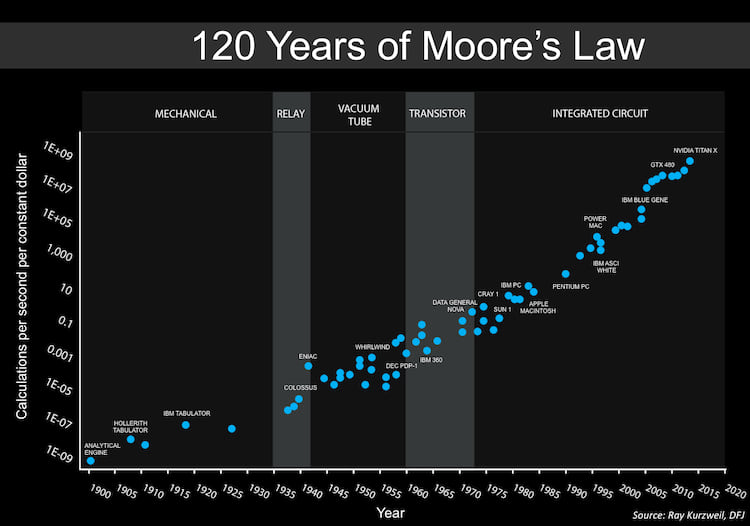 120 Years of Moore's Law
MECHANICAL
RELAY
VACUUM
TUBE
TRANSISTOR
INTEGRATED CIRCUIT
Calculations per second per constant dollar
1E+09
1E+07
1E+05
1,000
10
0.1
0.001
1E-05
1E-07
1E-09
ANALYTICAL
ENGINE
HOLLERITH
TABULATOR
IBM TABULATOR
COLOSSUS
ENIAC
WHIRLWIND
DEC PDP-1
IBM 360
DATA GENERAL
NOVA
CRAY 1
SUN 1
IBM PC
APPLE
MACINTOSH
PENTIUM PC
POWER
MAC
IBM ASCI
WHITE
IBM BLUE GENE
GTX 480
NVIDIA TITAN X
1900 1905 1910 1915 1920 1925 1930 1935 1940 1945 1950 1955 1960 1965 1970 1975 1980 1985 1990 1995 2000 2005 2010 2015 2020
Year
Source: Ray Kurzweil, DFJ